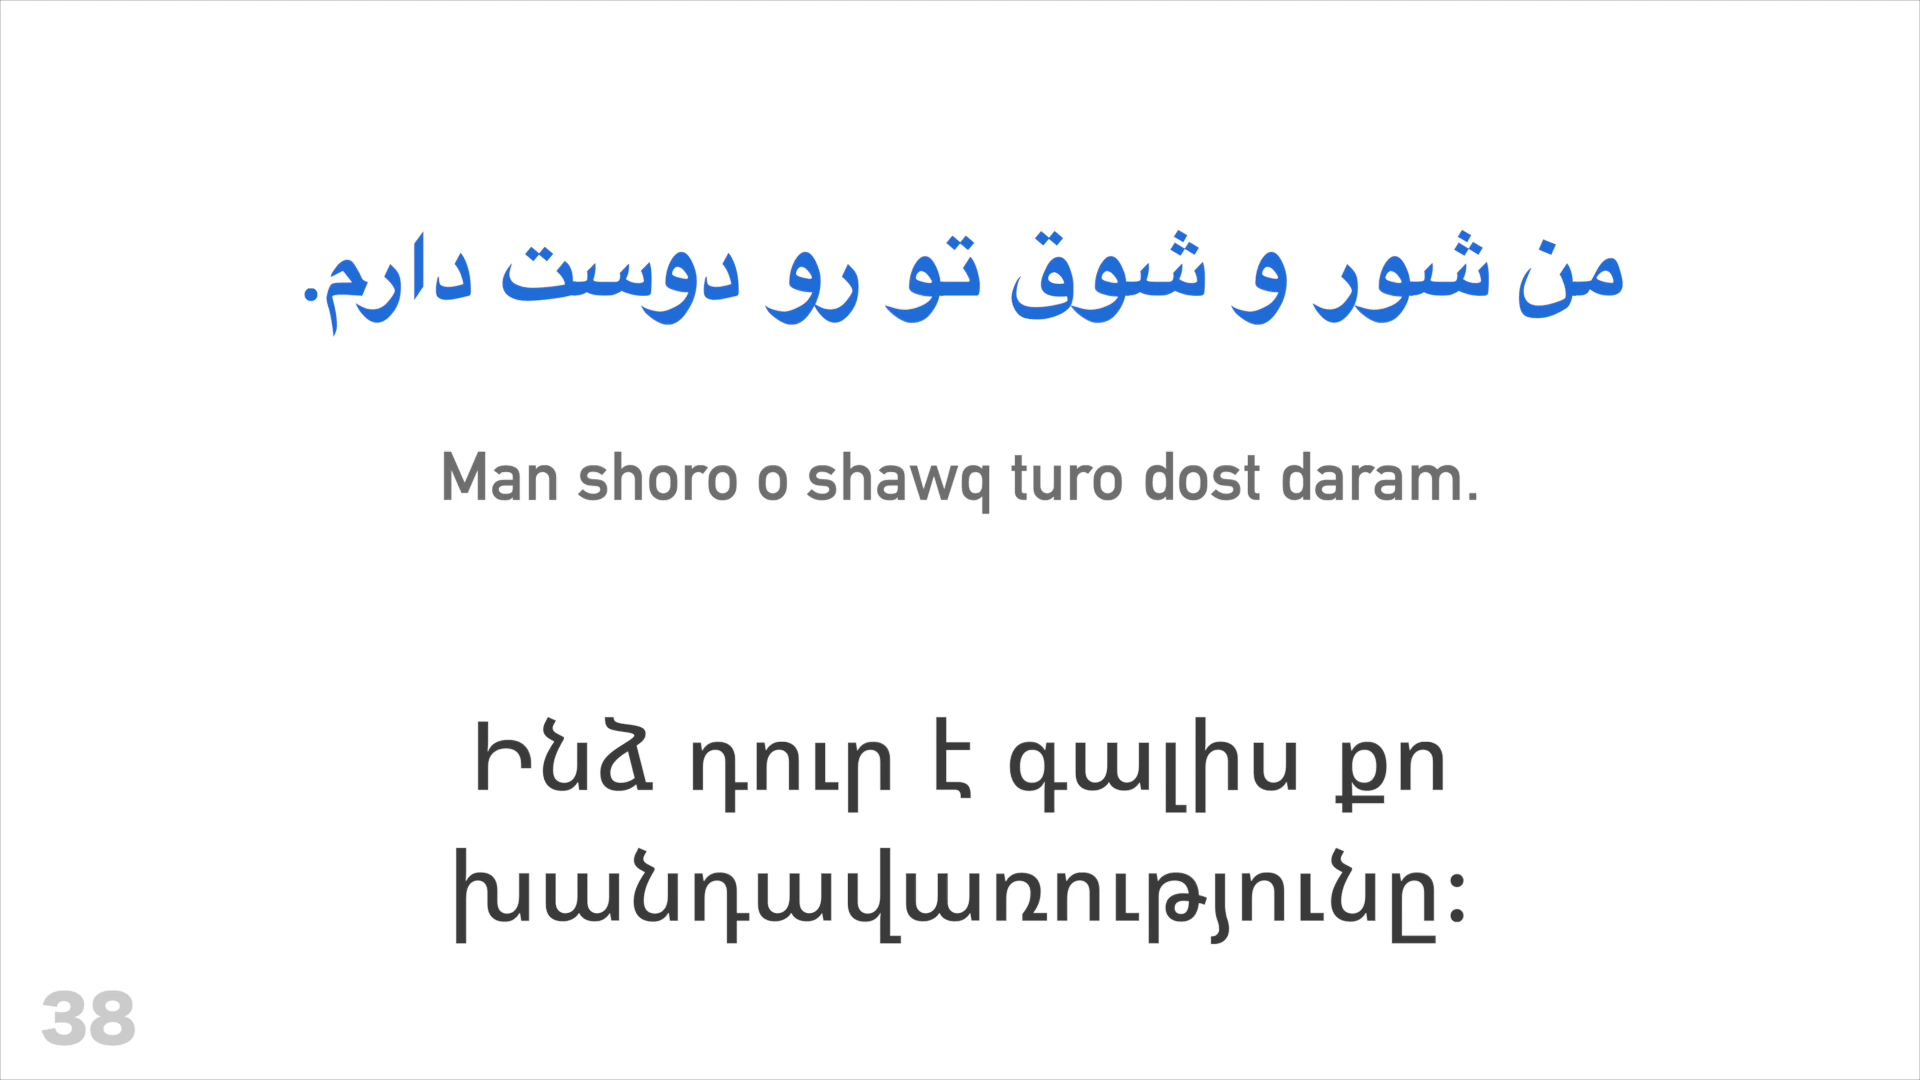 من شور و شوق تو رو دوست دارم.
Man shoro o shawq turo dost daram.
Ինձ դուր է գալիս քո
խանդավառությունը։
38